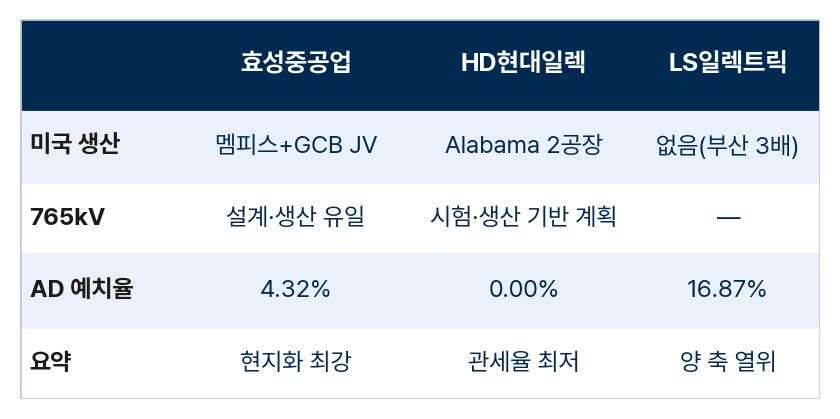 효성중공업 HD현대일렉 LS일렉트릭
미국 생산 멤피스+GCB JV Alabama 2공장 없음(부산 3배)
765kV 설계·생산 유일 시험·생산 기반 계획 —
AD 예치율 4.32% 0.00% 16.87%
요약 현지화 최강 관세율 최저 양 축 열위